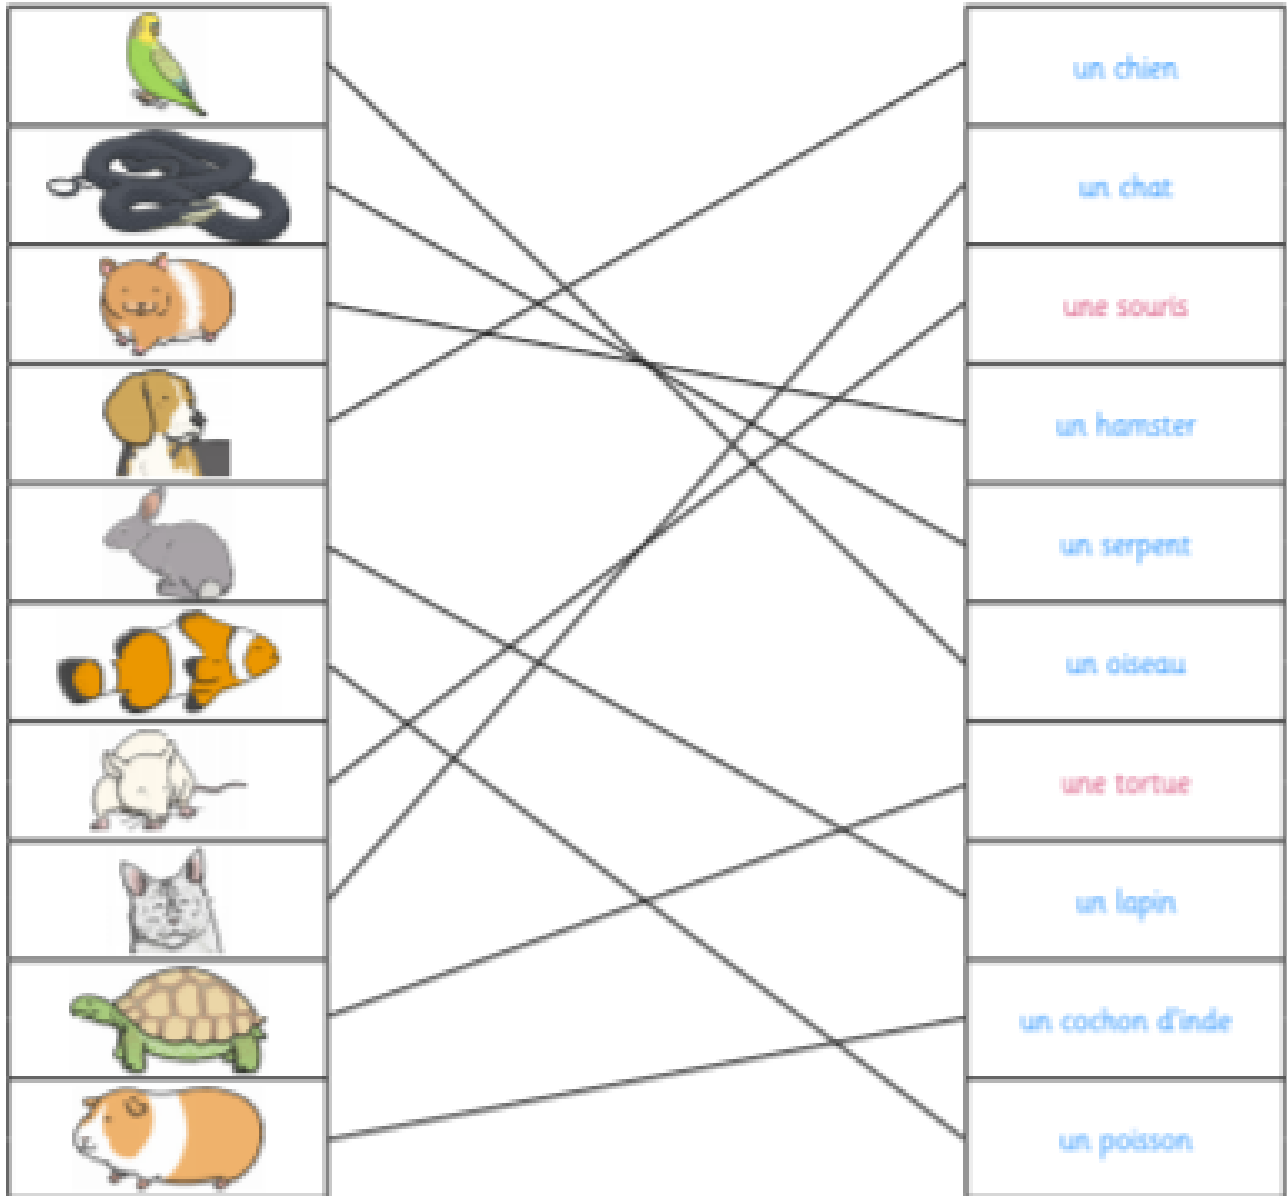 un chien
un chat
une souris
un hamster
un serpent
un oiseau
une tortue
un lapin
un cochon d'inde
un poisson